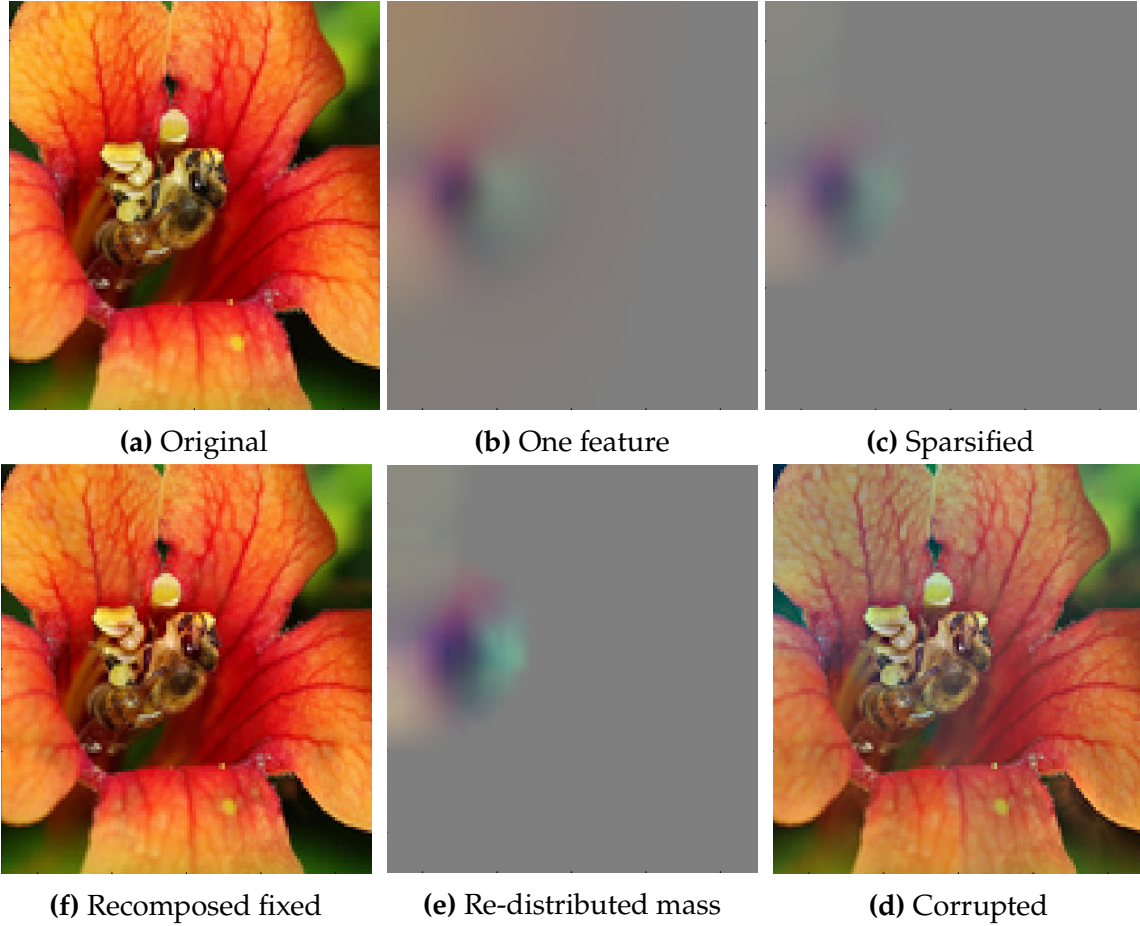 (a) Original
(b) One feature
(c) Sparsified
(f) Recomposed fixed
(e) Re-distributed mass
(d) Corrupted